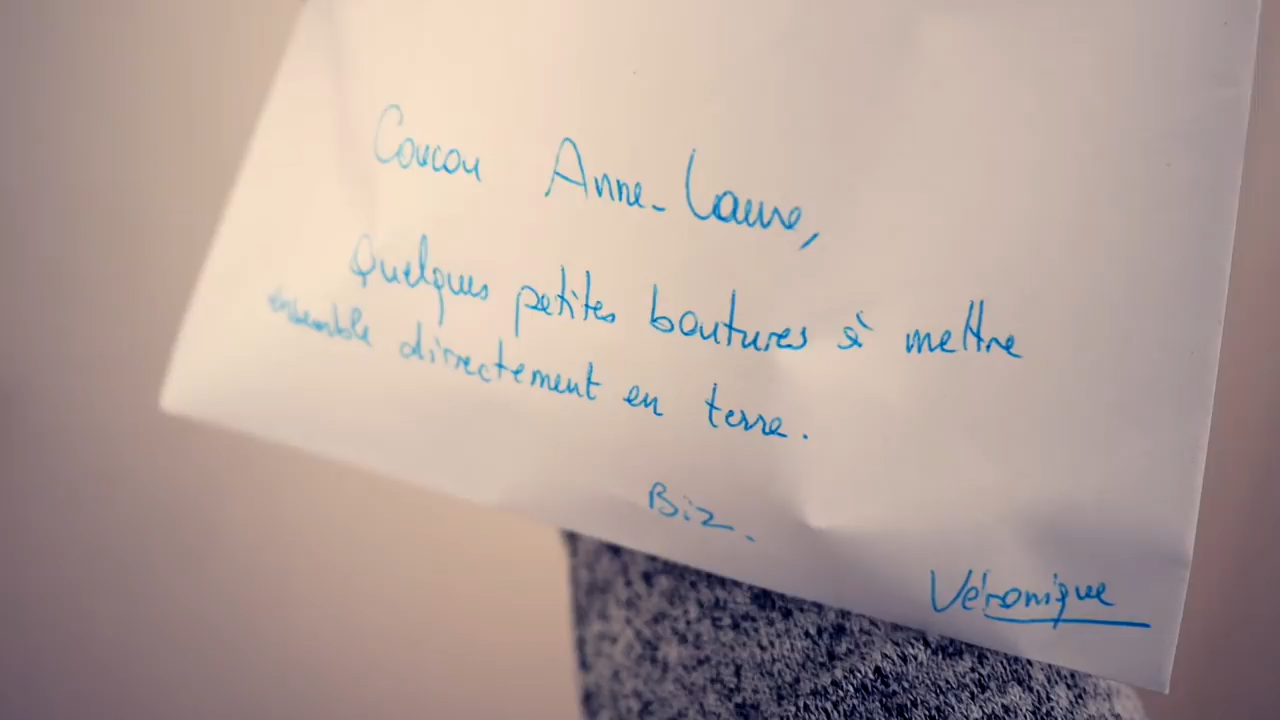 Coucou Anne-Laure,
Quelques petites boutures à mettre
ensemble directement en terre.
Biz.
Véronique